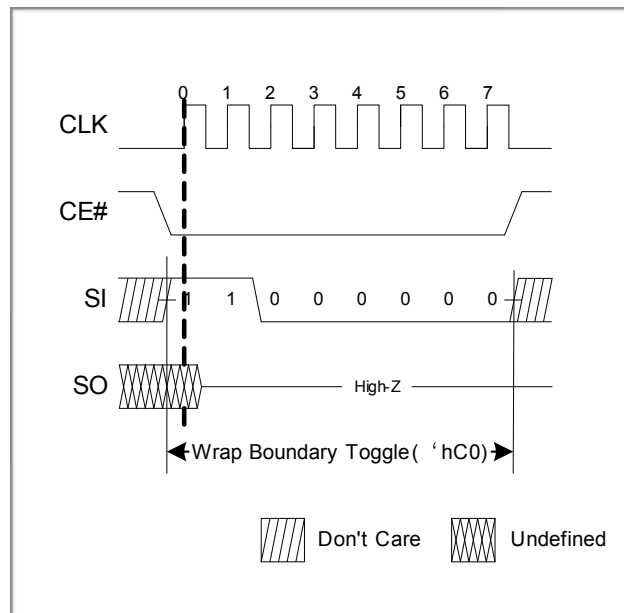 0 1 2 3 4 5 6 7
CLK
CE#
SI 1 1 0 0 0 0 0 0
SO High-Z
Wrap Boundary Toggle( ‘hC0)
Don't Care Undefined